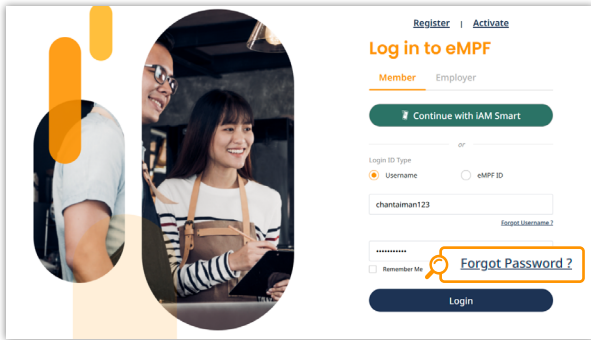 Register | Activate
Log in to eMPF
Member Employer
Continue with iAM Smart
or
Login ID Type
Username eMPF ID
chantaiman123
Forgot Username ?
•••••••••••
Remember Me
Forgot Password ?
Login